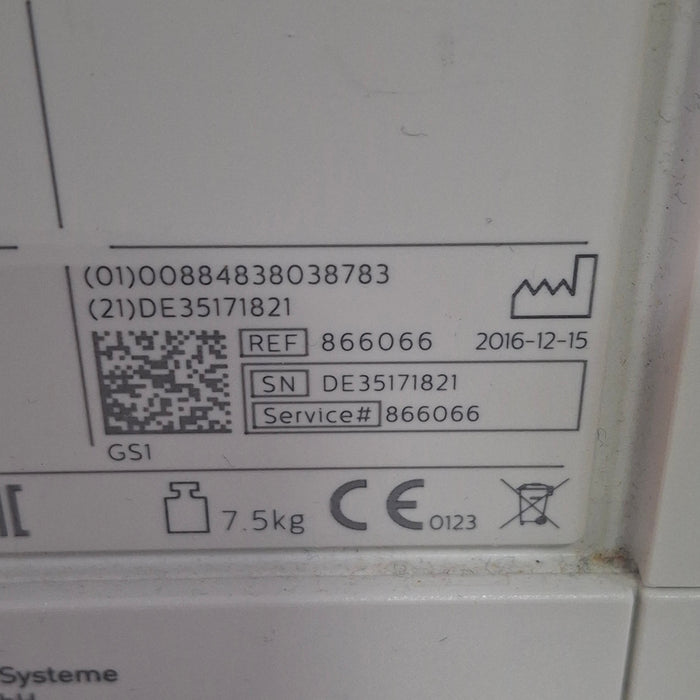 (01)00884838038783
(21)DE35171821
REF 866066 2016-12-15
SN DE35171821
Service# 866066
GS1
7.5kg CE 0123
Systeme